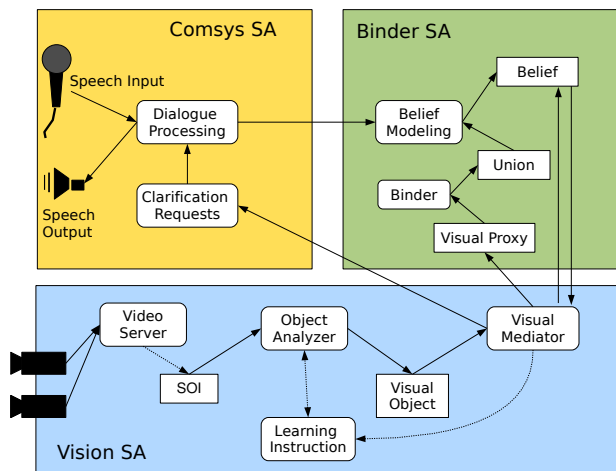 Comsys SA
Speech Input
Dialogue
Processing
Clarification
Requests
Speech
Output
Binder SA
Belief
Belief
Modeling
Union
Binder
Visual Proxy
Video
Server
Object
Analyzer
Visual
Mediator
SOI
Visual
Object
Learning
Instruction
Vision SA